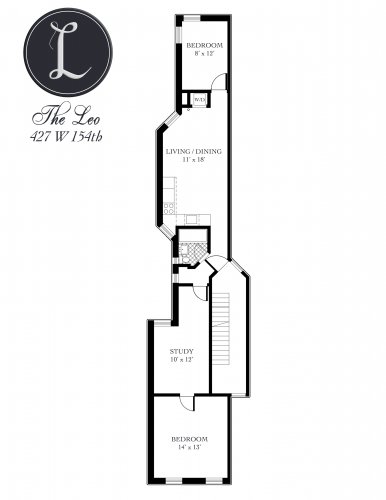 L
The Leo
427 W 154th
BEDROOM
8' x 12'
W/D
LIVING / DINING
11' x 18'
STUDY
10' x 12'
BEDROOM
14' x 13'